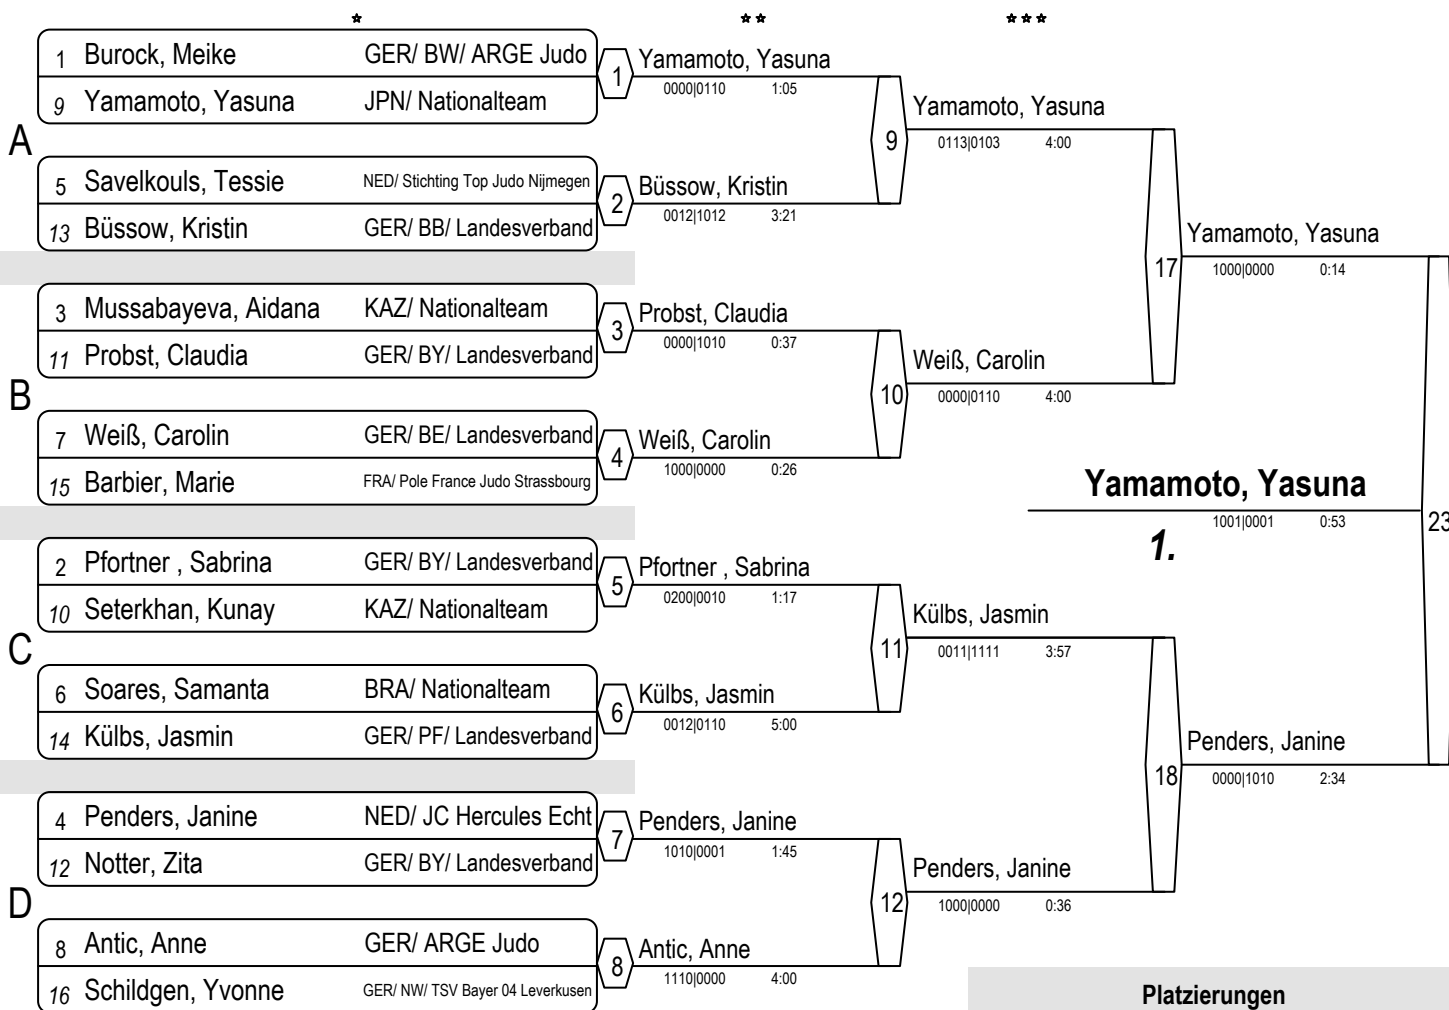 * ** ***
1 Burock, Meike GER/ BW/ ARGE Judo
9 Yamamoto, Yasuna JPN/ Nationalteam
A
5 Savelkouls, Tessie NED/ Stichting Top Judo Nijmegen
13 Büssow, Kristin GER/ BB/ Landesverband
3 Mussabayeva, Aidana KAZ/ Nationalteam
11 Probst, Claudia GER/ BY/ Landesverband
B
7 Weiß, Carolin GER/ BE/ Landesverband
15 Barbier, Marie FRA/ Pole France Judo Strassbourg
2 Pfortner , Sabrina GER/ BY/ Landesverband
10 Seterkhan, Kunay KAZ/ Nationalteam
C
6 Soares, Samanta BRA/ Nationalteam
14 Külbs, Jasmin GER/ PF/ Landesverband
4 Penders, Janine NED/ JC Hercules Echt
12 Notter, Zita GER/ BY/ Landesverband
D
8 Antic, Anne GER/ ARGE Judo
16 Schildgen, Yvonne GER/ NW/ TSV Bayer 04 Leverkusen
1 Yamamoto, Yasuna
0000|0110 1:05
2 Büssow, Kristin
0012|1012 3:21
3 Probst, Claudia
0000|1010 0:37
4 Weiß, Carolin
1000|0000 0:26
5 Pfortner , Sabrina
0200|0010 1:17
6 Külbs, Jasmin
0012|0110 5:00
7 Penders, Janine
1010|0001 1:45
8 Antic, Anne
1110|0000 4:00
9 Yamamoto, Yasuna
0113|0103 4:00
10 Weiß, Carolin
0000|0110 4:00
11 Külbs, Jasmin
0011|1111 3:57
12 Penders, Janine
1000|0000 0:36
17 Yamamoto, Yasuna
1000|0000 0:14
18 Penders, Janine
0000|1010 2:34
Yamamoto, Yasuna
1001|0001 0:53
23
1.
Platzierungen